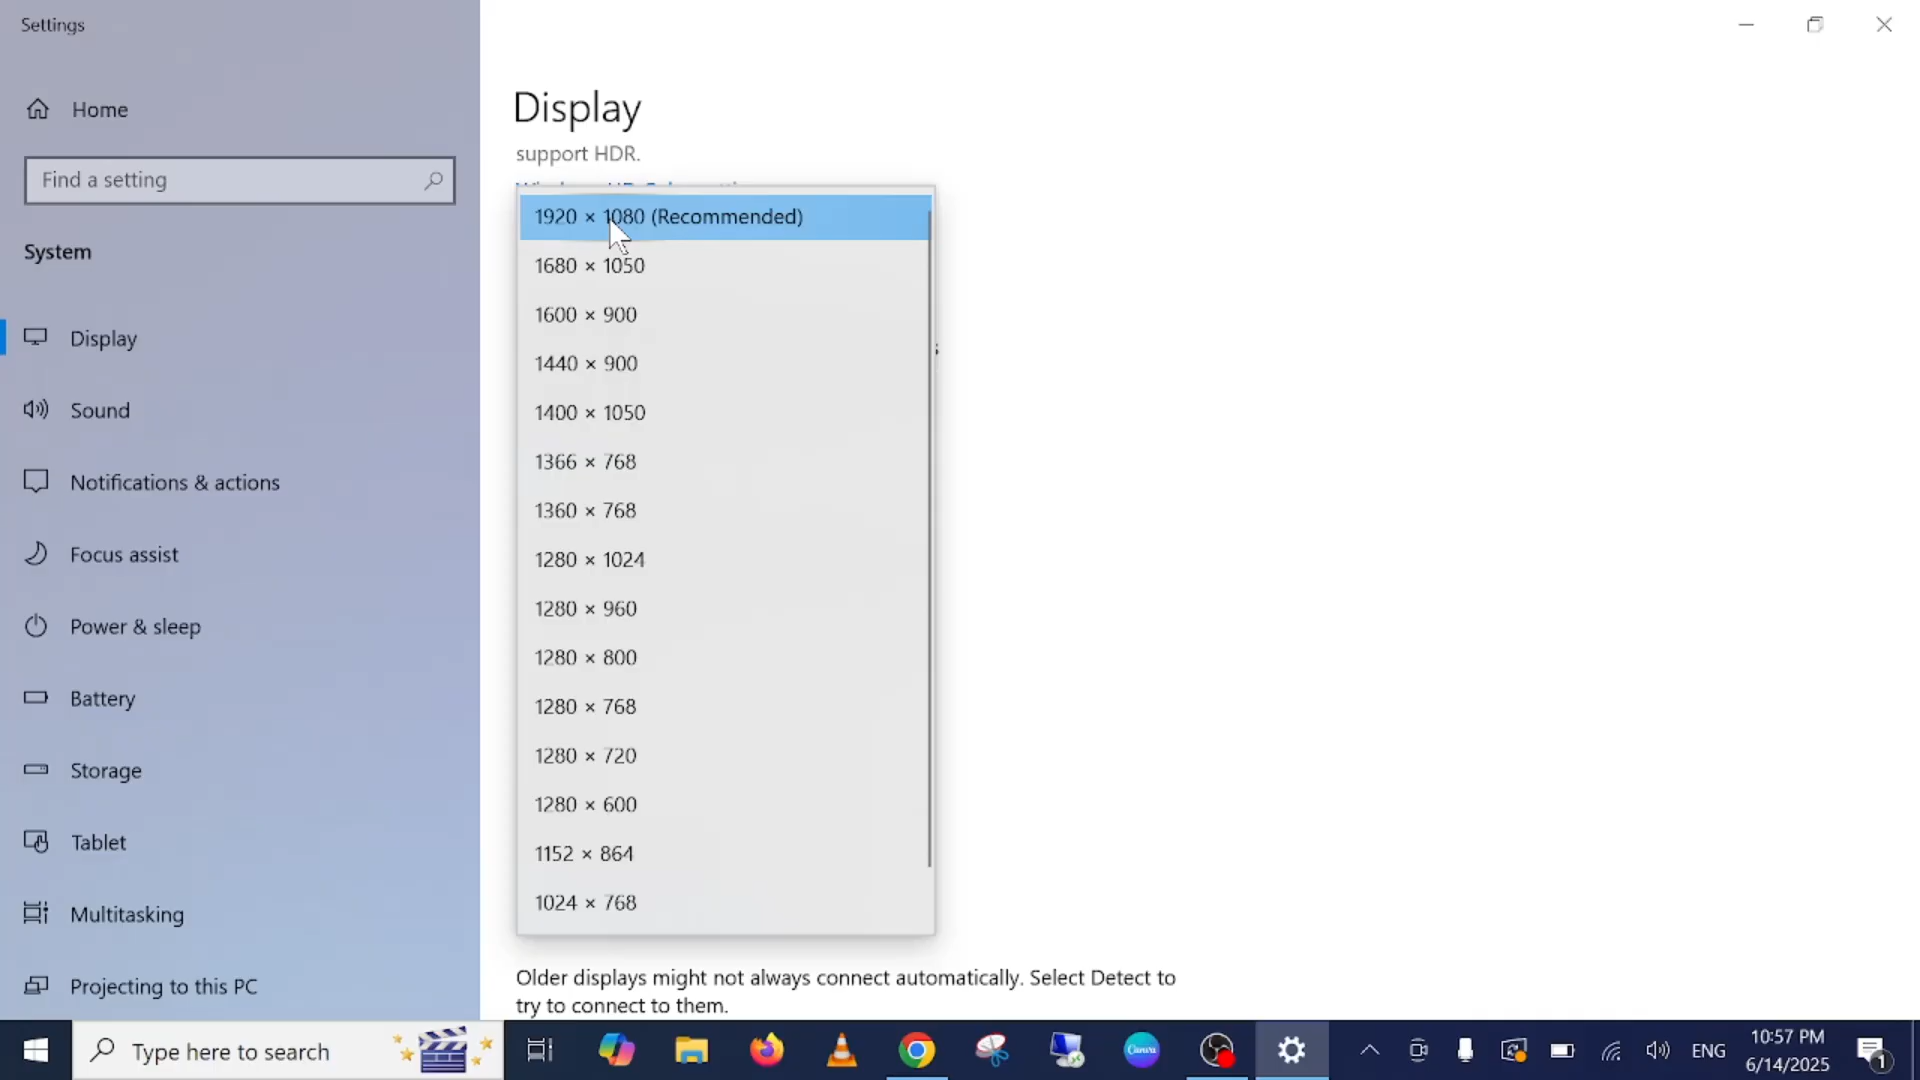 Settings
Home
Find a setting
System
Display
Sound
Notifications & actions
Focus assist
Power & sleep
Battery
Storage
Tablet
Multitasking
Projecting to this PC
Display
support HDR.
1920 × 1080 (Recommended)
1680 × 1050
1600 × 900
1440 × 900
1400 × 1050
1366 × 768
1360 × 768
1280 × 1024
1280 × 960
1280 × 800
1280 × 768
1280 × 720
1280 × 600
1152 × 864
1024 × 768
Older displays might not always connect automatically. Select Detect to
try to connect to them.
Type here to search
Canva
ENG
10:57 PM
6/14/2025
1